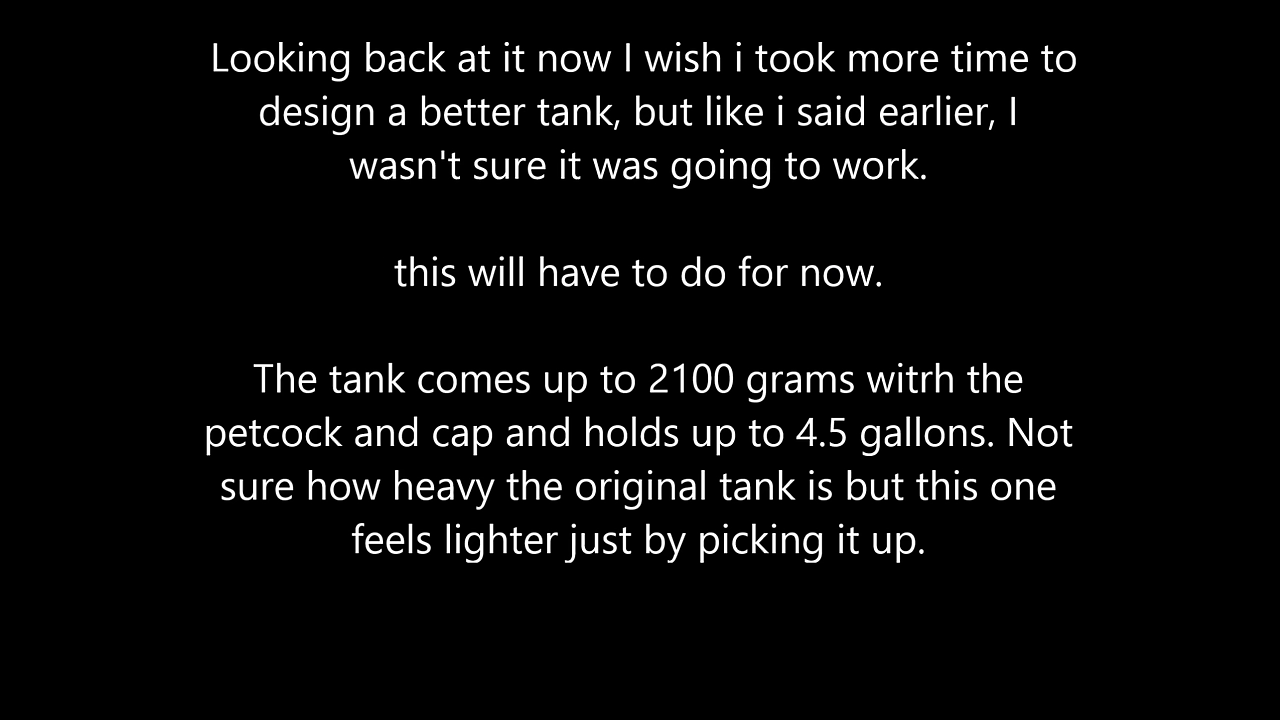 Looking back at it now I wish i took more time to
design a better tank, but like i said earlier, I
wasn't sure it was going to work.
this will have to do for now.
The tank comes up to 2100 grams witrh the
petcock and cap and holds up to 4.5 gallons. Not
sure how heavy the original tank is but this one
feels lighter just by picking it up.